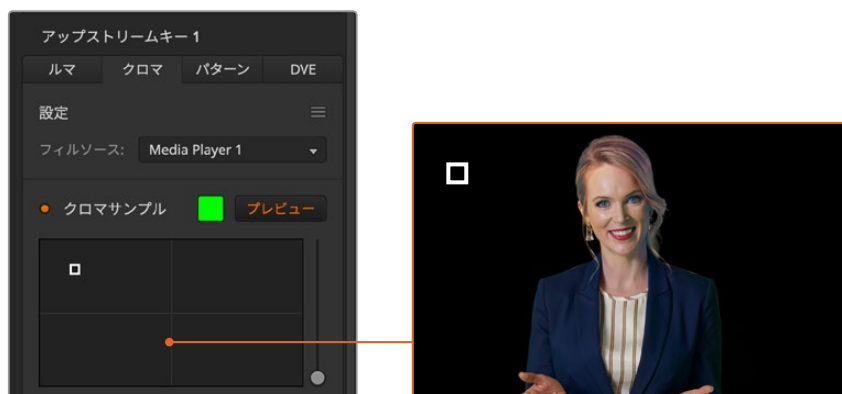 アップストリームキー 1
ルマ クロマ パターン DVE
設定
フィルソース: Media Player 1
クロマサンプル プレビュー